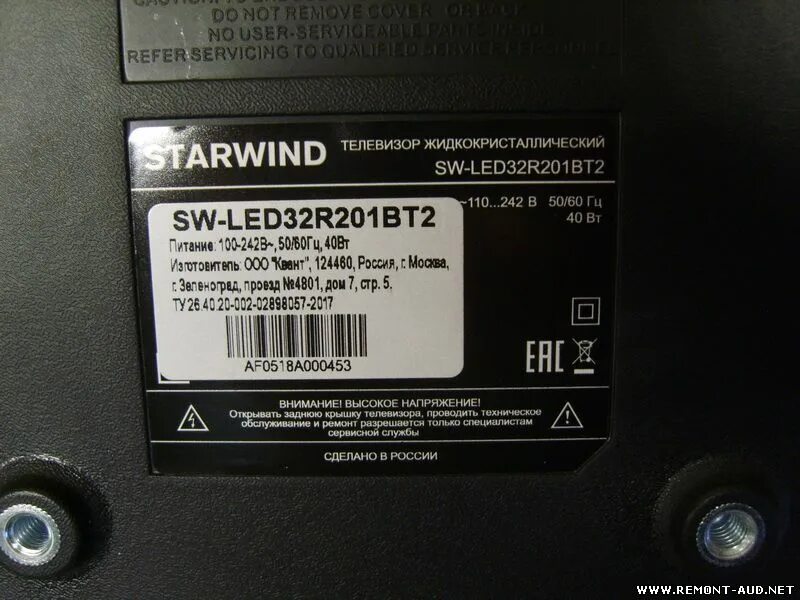 DO NOT REMOVE COVER OR BACK
NO USER-SERVICEABLE PARTS INSIDE
REFER SERVICING TO QUALIFIED SERVICE PERSONNEL
STARWIND
ТЕЛЕВИЗОР ЖИДКОКРИСТАЛЛИЧЕСКИЙ
SW-LED32R201BT2
~110...242 В 50/60 Гц
40 Вт
SW-LED32R201BT2
Питание: 100-242В~, 50/60Гц, 40Вт
Изготовитель: ООО "Квант", 124460, Россия, г. Москва,
г. Зеленоград, проезд №4801, дом 7, стр. 5.
ТУ 26.40.20-002-02898057-2017
AF0518A000453
EAC
ВНИМАНИЕ! ВЫСОКОЕ НАПРЯЖЕНИЕ!
Открывать заднюю крышку телевизора, проводить техническое
обслуживание и ремонт разрешается только специалистам
сервисной службы
СДЕЛАНО В РОССИИ
WWW.REMONT-AUD.NET